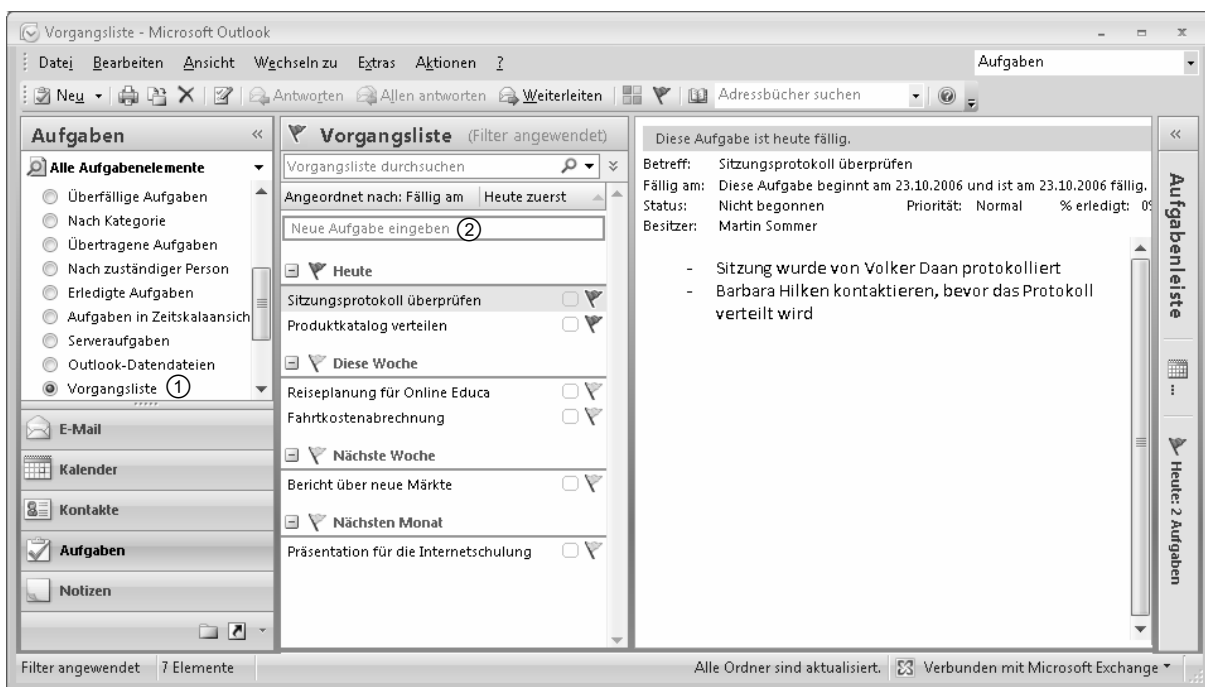 Vorgangsliste - Microsoft Outlook
Datei Bearbeiten Ansicht Wechseln zu Extras Aktionen ?
Aufgaben
Neu Antworten Allen antworten Weiterleiten Adressbücher suchen
Aufgaben
Alle Aufgabenelemente
Überfällige Aufgaben
Nach Kategorie
Übertragene Aufgaben
Nach zuständiger Person
Erledigte Aufgaben
Aufgaben in Zeitskalaansich
Serveraufgaben
Outlook-Datendateien
Vorgangsliste 1
E-Mail
Kalender
Kontakte
Aufgaben
Notizen
Vorgangsliste (Filter angewendet)
Vorgangsliste durchsuchen
Angeordnet nach: Fällig am Heute zuerst
Neue Aufgabe eingeben 2
Heute
Sitzungsprotokoll überprüfen
Produktkatalog verteilen
Diese Woche
Reiseplanung für Online Educa
Fahrtkostenabrechnung
Nächste Woche
Bericht über neue Märkte
Nächsten Monat
Präsentation für die Internetschulung
Diese Aufgabe ist heute fällig.
Betreff: Sitzungsprotokoll überprüfen
Fällig am: Diese Aufgabe beginnt am 23.10.2006 und ist am 23.10.2006 fällig.
Status: Nicht begonnen Priorität: Normal % erledigt: 0%
Besitzer: Martin Sommer
- Sitzung wurde von Volker Daan protokolliert
- Barbara Hilken kontaktieren, bevor das Protokoll
verteilt wird
Aufgabenleiste
...
Heute: 2 Aufgaben
Filter angewendet 7 Elemente
Alle Ordner sind aktualisiert. Verbunden mit Microsoft Exchange